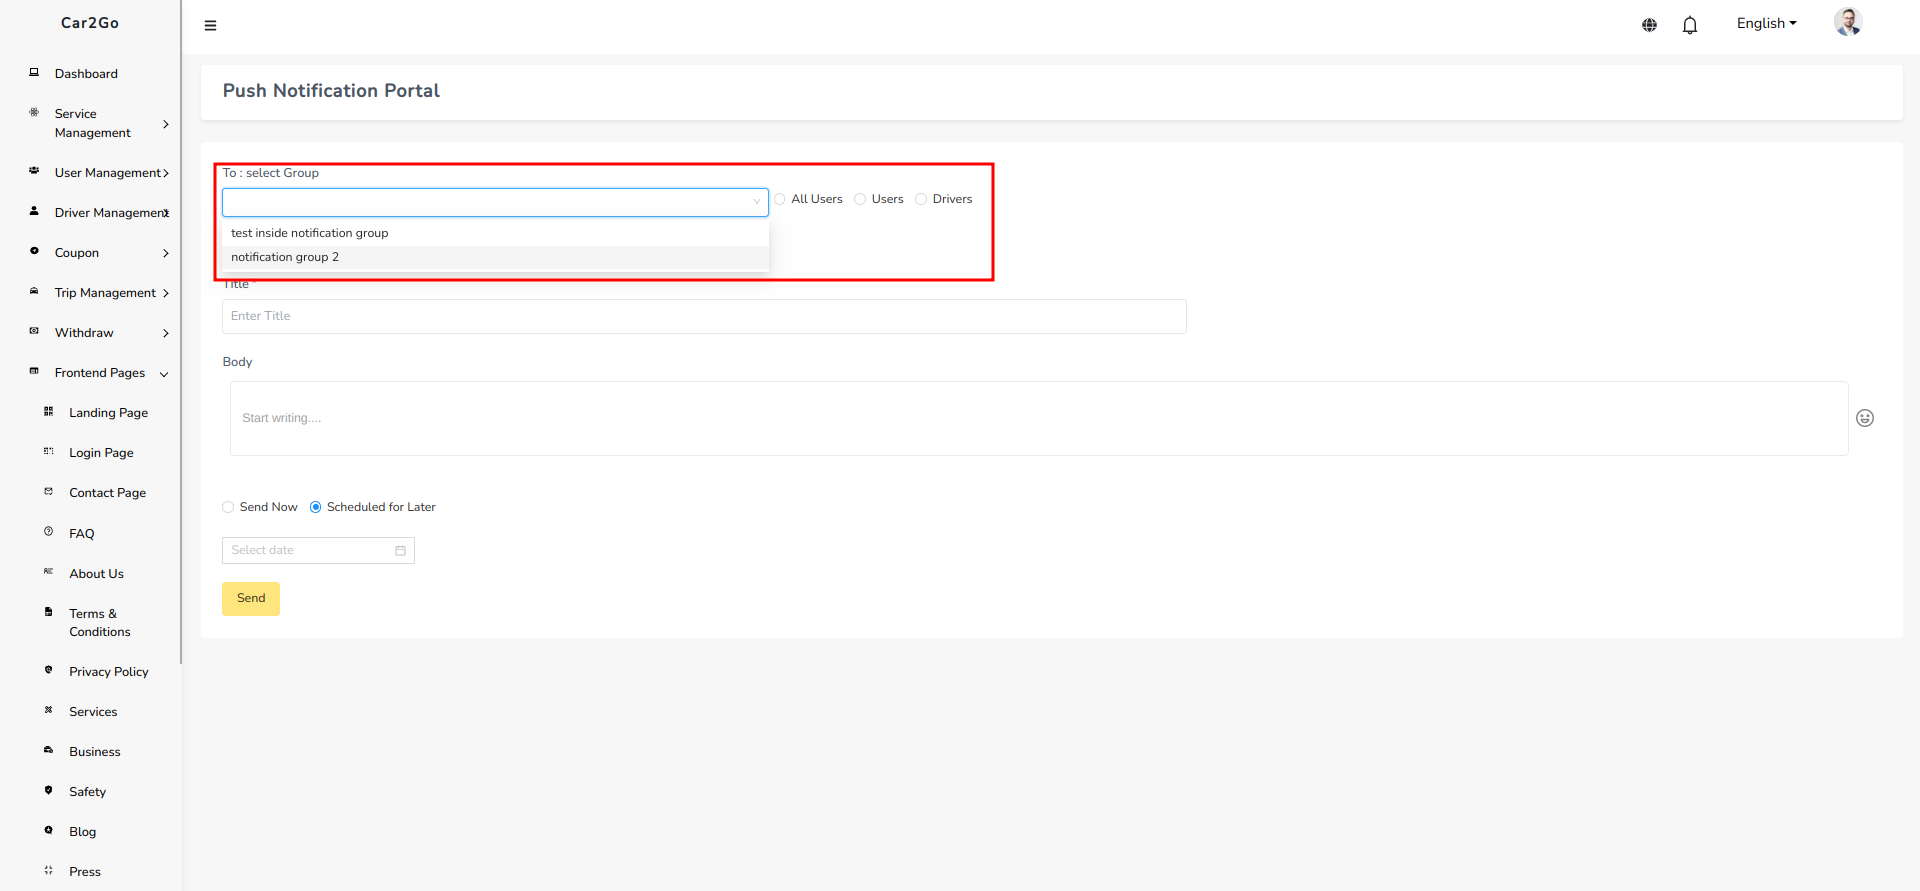 Car2Go
English
Dashboard
Service
Management
User Management
Driver Management
Coupon
Trip Management
Withdraw
Frontend Pages
Landing Page
Login Page
Contact Page
FAQ
About Us
Terms &
Conditions
Privacy Policy
Services
Business
Safety
Blog
Press
Push Notification Portal
To : select Group
All Users Users Drivers
test inside notification group
notification group 2
Title
Enter Title
Body
Start writing....
Send Now Scheduled for Later
Select date
Send